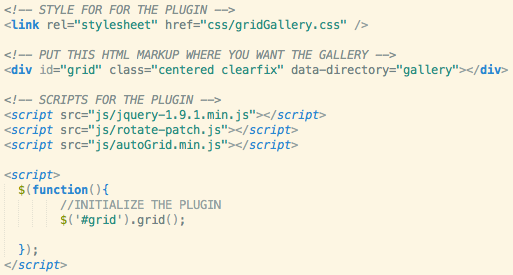 <!-- STYLE FOR FOR THE PLUGIN -->
<link rel="stylesheet" href="css/gridGallery.css" />
<!-- PUT THIS HTML MARKUP WHERE YOU WANT THE GALLERY -->
<div id="grid" class="centered clearfix" data-directory="gallery"></div>
<!-- SCRIPTS FOR THE PLUGIN -->
<script src="js/jquery-1.9.1.min.js"></script>
<script src="js/rotate-patch.js"></script>
<script src="js/autoGrid.min.js"></script>
<script>
$(function(){
//INITIALIZE THE PLUGIN
$('#grid').grid();
});
</script>